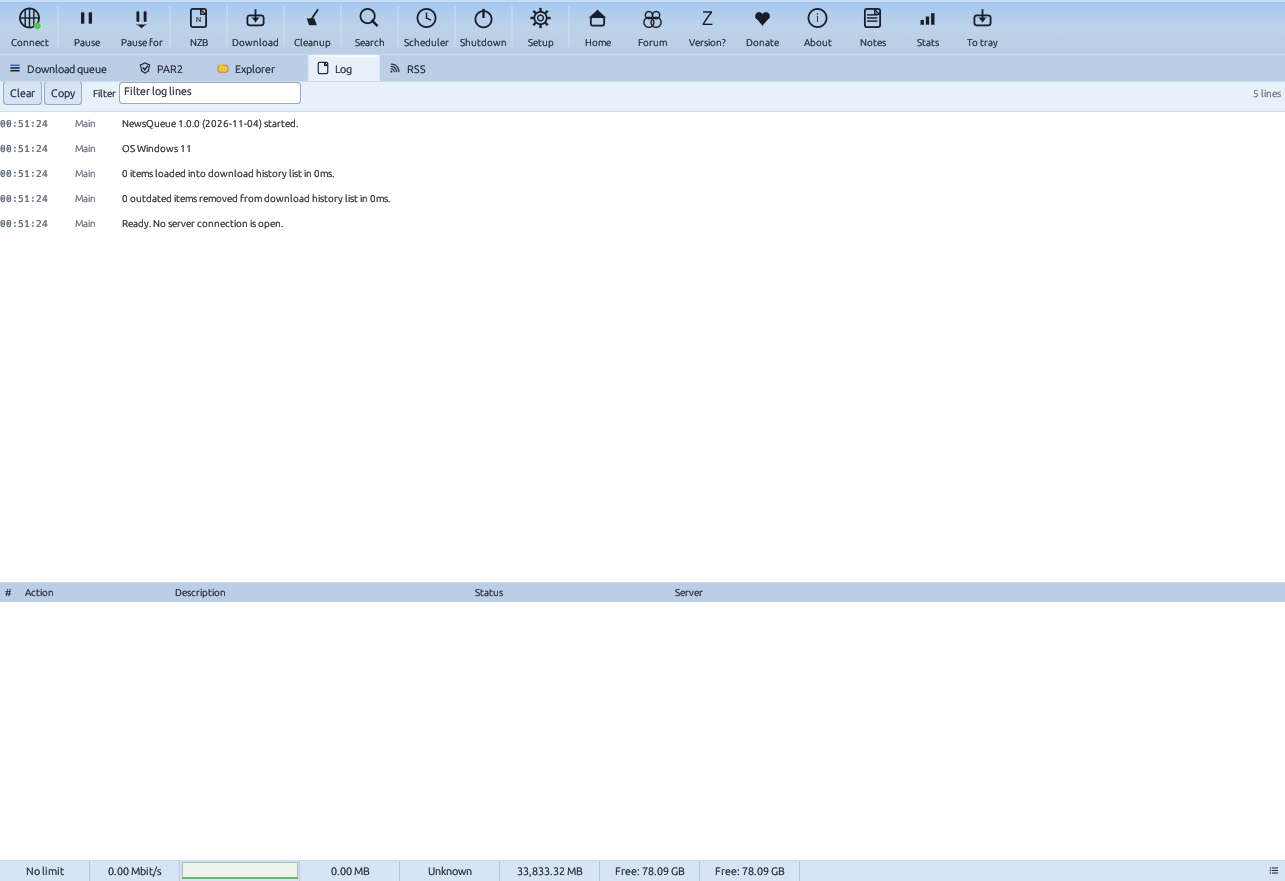 Connect Pause Pause for NZB Download Cleanup Search Scheduler Shutdown Setup Home Forum Version? Donate About Notes Stats To tray
Download queue PAR2 Explorer Log RSS
Clear Copy Filter Filter log lines 5 lines
00:51:24 Main NewsQueue 1.0.0 (2026-11-04) started.
00:51:24 Main OS Windows 11
00:51:24 Main 0 items loaded into download history list in 0ms.
00:51:24 Main 0 outdated items removed from download history list in 0ms.
00:51:24 Main Ready. No server connection is open.
# Action Description Status Server
No limit 0.00 Mbit/s 0.00 MB Unknown 33,833.32 MB Free: 78.09 GB Free: 78.09 GB